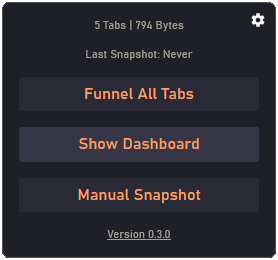 5 Tabs | 794 Bytes
Last Snapshot: Never
Funnel All Tabs
Show Dashboard
Manual Snapshot
Version 0.3.0